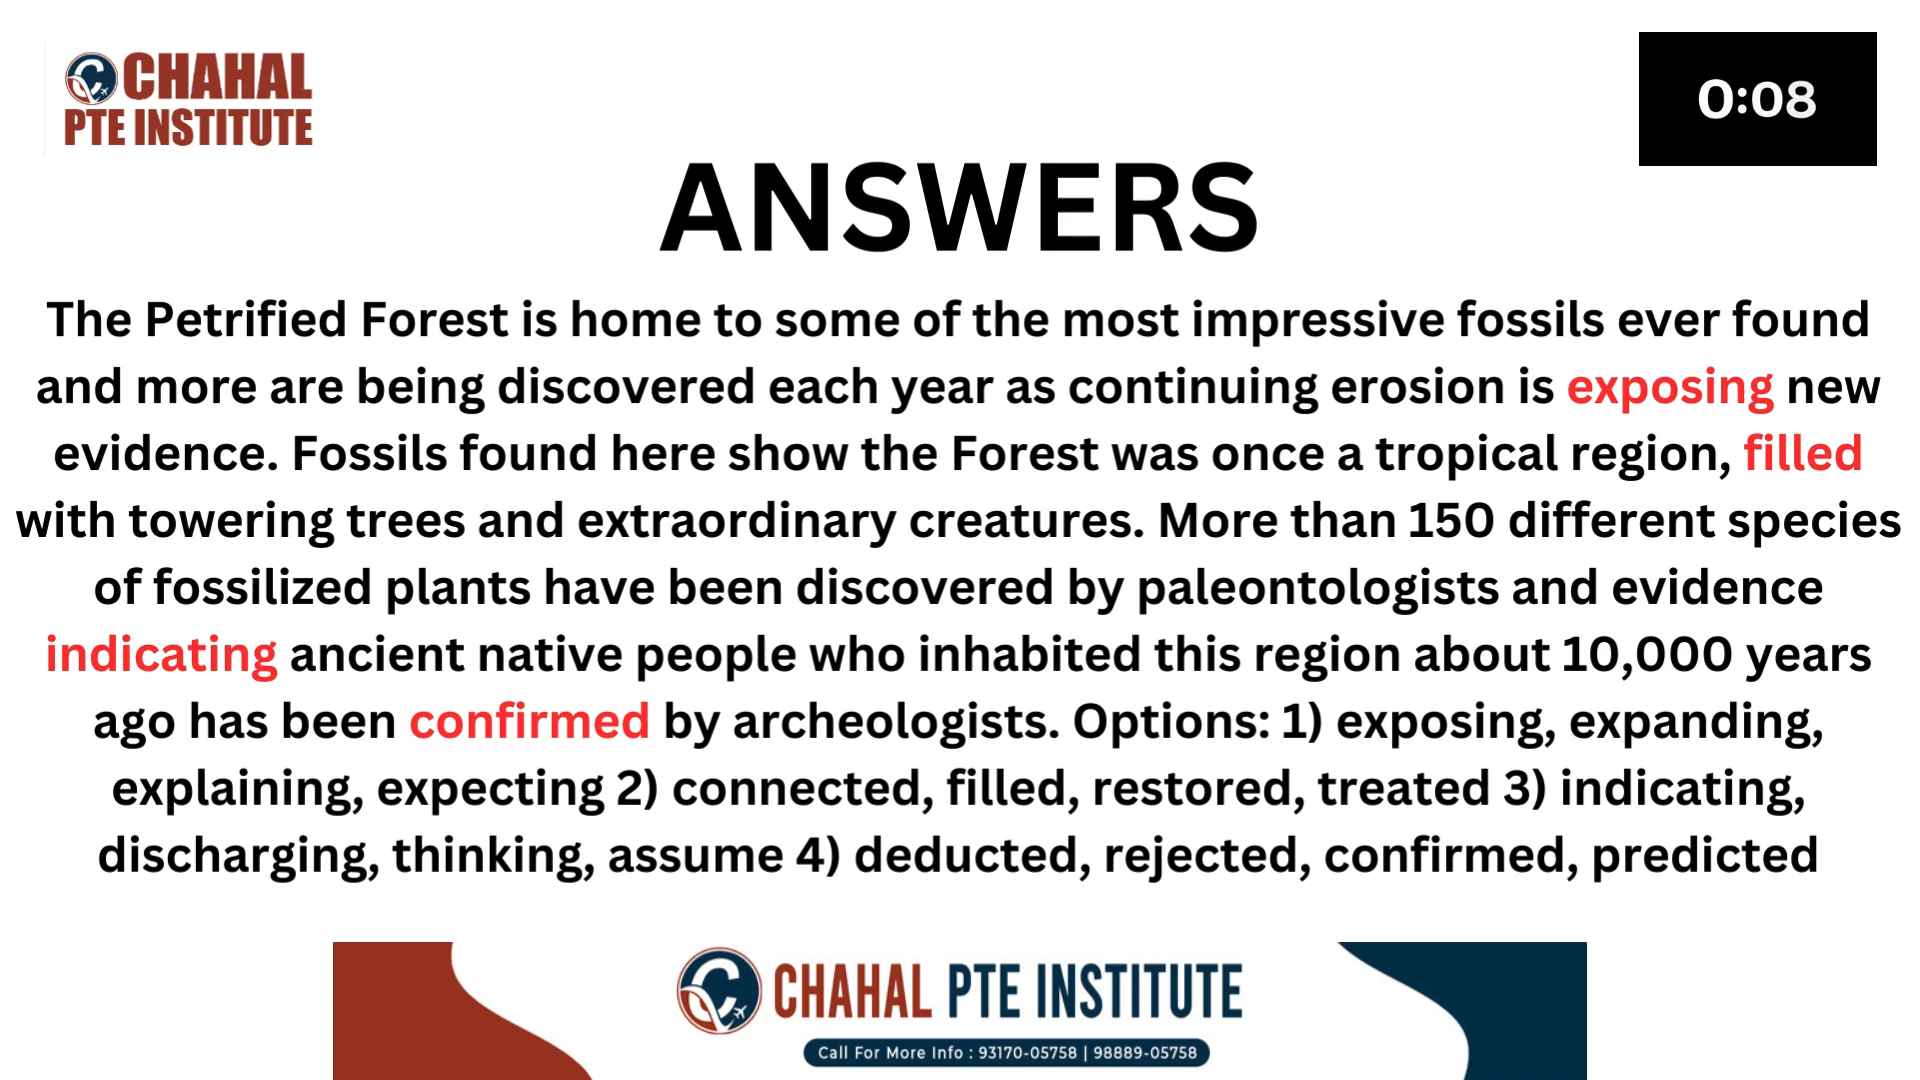 CHAHAL
PTE INSTITUTE
0:08
ANSWERS
The Petrified Forest is home to some of the most impressive fossils ever found
and more are being discovered each year as continuing erosion is exposing new
evidence. Fossils found here show the Forest was once a tropical region, filled
with towering trees and extraordinary creatures. More than 150 different species
of fossilized plants have been discovered by paleontologists and evidence
indicating ancient native people who inhabited this region about 10,000 years
ago has been confirmed by archeologists. Options: 1) exposing, expanding,
explaining, expecting 2) connected, filled, restored, treated 3) indicating,
discharging, thinking, assume 4) deducted, rejected, confirmed, predicted
CHAHAL PTE INSTITUTE
Call For More Info : 93170-05758 | 98889-05758